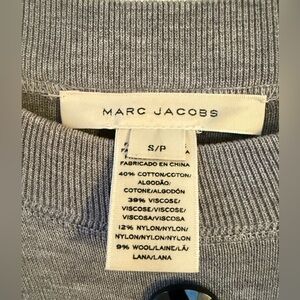 MARC JACOBS
S/P
FABRICADO EN CHINA
40% COTTON/COTON/
ALGODÃO/
COTONE/ALGODÓN
39% VISCOSE/
VISCOSE/VISCOSE/
VISCOSA/VISCOSA
12% NYLON/NYLON/
NYLON/NYLON/NYLON
9% WOOL/LAINE/LÃ/
LANA/LANA